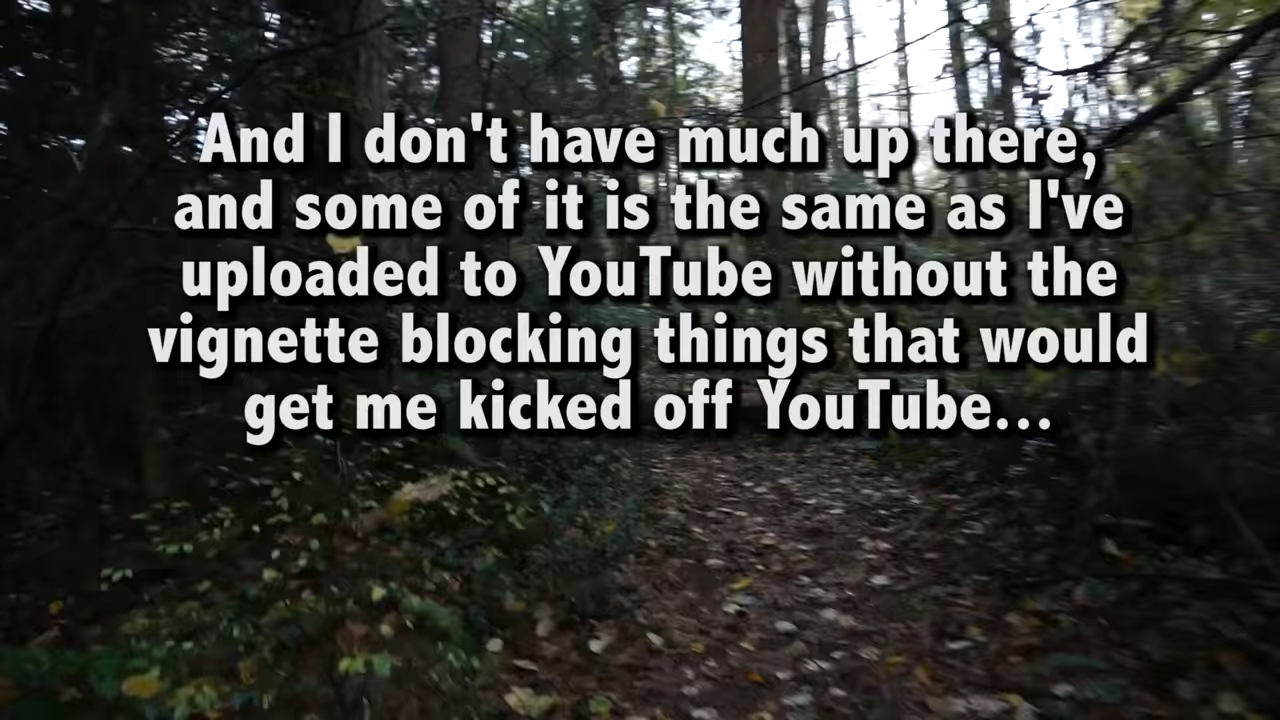 And I don't have much up there,
and some of it is the same as I've
uploaded to YouTube without the
vignette blocking things that would
get me kicked off YouTube...